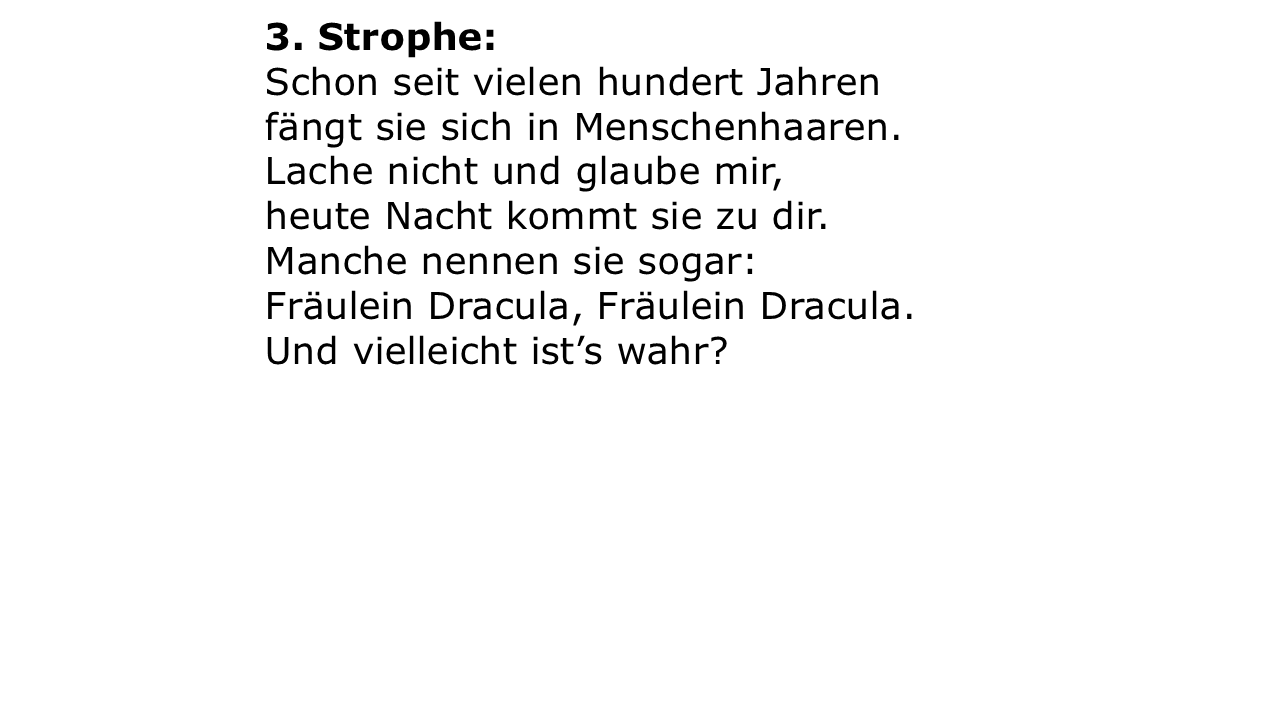 3. Strophe:
Schon seit vielen hundert Jahren
fängt sie sich in Menschenhaaren.
Lache nicht und glaube mir,
heute Nacht kommt sie zu dir.
Manche nennen sie sogar:
Fräulein Dracula, Fräulein Dracula.
Und vielleicht ist’s wahr?